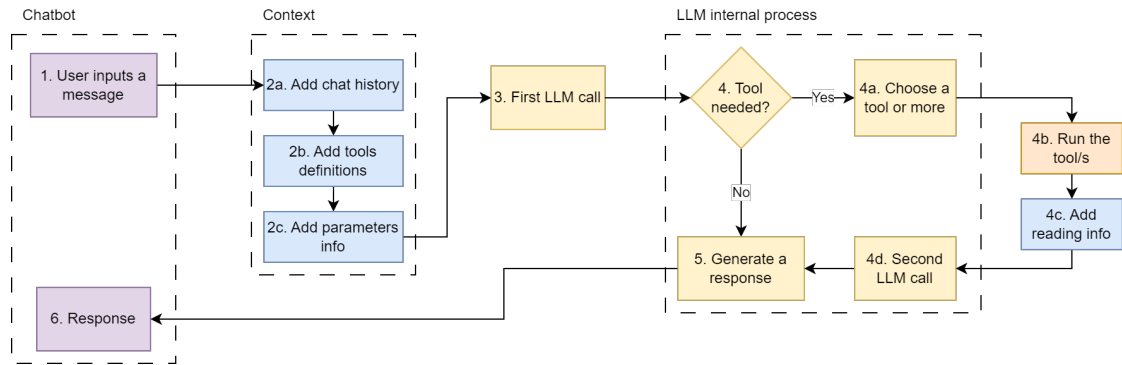 Chatbot
Context
LLM internal process
1. User inputs a
message
2a. Add chat history
2b. Add tools
definitions
2c. Add parameters
info
3. First LLM call
4. Tool
needed?
Yes
No
4a. Choose a
tool or more
4b. Run the
tool/s
4c. Add
reading info
4d. Second
LLM call
5. Generate a
response
6. Response